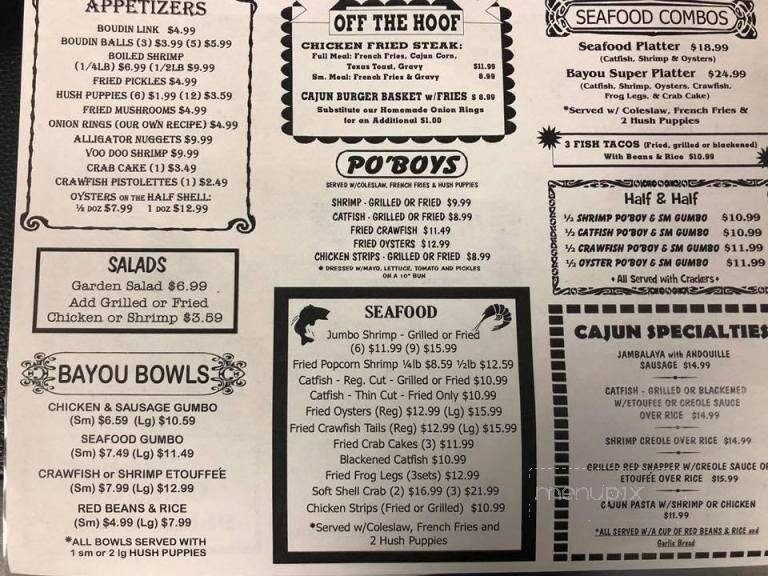 APPETIZERS
BOUDIN LINK $4.99
BOUDIN BALLS (3) $3.99 (5) $5.99
BOILED SHRIMP
(1/4LB) $6.99 (1/2LB $9.99
FRIED PICKLES $4.99
HUSH PUPPIES (6) $1.99 (12) $3.59
FRIED MUSHROOMS $4.99
ONION RINGS (OUR OWN RECIPE) $4.99
ALLIGATOR NUGGETS $9.99
VOO DOO SHRIMP $9.99
CRAB CAKE (1) $3.49
CRAWFISH PISTOLETTES (1) $2.49
OYSTERS ON THE HALF SHELL:
½ DOZ $7.99 1 DOZ $12.99
SALADS
Garden Salad $6.99
Add Grilled or Fried
Chicken or Shrimp $3.59
BAYOU BOWLS
CHICKEN & SAUSAGE GUMBO
(Sm) $6.59 (Lg) $10.59
SEAFOOD GUMBO
(Sm) $7.49 (Lg) $11.49
CRAWFISH or SHRIMP ETOUFFEÉ
(Sm) $7.99 (Lg) $12.99
RED BEANS & RICE
(Sm) $4.99 (Lg) $7.99
*ALL BOWLS SERVED WITH
1 sm or 2 lg HUSH PUPPIES
OFF THE HOOF
CHICKEN FRIED STEAK:
Full Meal: French Fries, Cajun Corn,
Texas Toast, Gravy $11.99
Sm. Meal: French Fries & Gravy 8.99
CAJUN BURGER BASKET W/FRIES $ 8.99
Substitute our Homemade Onion Rings
for an Additional $1.00
PO'BOYS
SERVED W/COLESLAW, FRENCH FRIES & HUSH PUPPIES
SHRIMP - GRILLED OR FRIED $9.99
CATFISH - GRILLED OR FRIED $8.99
FRIED CRAWFISH $11.49
FRIED OYSTERS $12.99
CHICKEN STRIPS - GRILLED OR FRIED $8.99
* DRESSED W/MAYO, LETTUCE, TOMATO AND PICKLES
ON A 10" BUN
SEAFOOD
Jumbo Shrimp - Grilled or Fried
(6) $11.99 (9) $15.99
Fried Popcorn Shrimp ¼lb $8.59 ½lb $12.59
Catfish - Reg. Cut - Grilled or Fried $10.99
Catfish - Thin Cut - Fried Only $10.99
Fried Oysters (Reg) $12.99 (Lg) $15.99
Fried Crawfish Tails (Reg) $12.99 (Lg) $15.99
Fried Crab Cakes (3) $11.99
Blackened Catfish $10.99
Fried Frog Legs (3sets) $12.99
Soft Shell Crab (2) $16.99 (3) $21.99
Chicken Strips (Fried or Grilled) $10.99
*Served w/Coleslaw, French Fries and
2 Hush Puppies
SEAFOOD COMBOS
Seafood Platter $18.99
(Catfish, Shrimp & Oysters)
Bayou Super Platter $24.99
(Catfish, Shrimp, Oysters, Crawfish,
Frog Legs, & Crab Cake)
*Served w/ Coleslaw, French Fries &
2 Hush Puppies
3 FISH TACOS (Fried, grilled or blackened)
With Beans & Rice $10.99
Half & Half
½ SHRIMP PO'BOY & SM GUMBO $10.99
½ CATFISH PO'BOY & SM GUMBO $10.99
½ CRAWFISH PO'BOY & SM GUMBO $11.99
½ OYSTER PO'BOY & SM GUMBO $11.99
• All Served with Crackers •
CAJUN SPECIALTIES
JAMBALAYA with ANDOUILLE
SAUSAGE $14.99
CATFISH - GRILLED OR BLACKENED
W/ETOUFEE OR CREOLE SAUCE
OVER RICE $14.99
SHRIMP CREOLE OVER RICE $14.99
GRILLED RED SNAPPER W/CREOLE SAUCE OR
ETOUFÉE OVER RICE $15.99
CAJUN PASTA W/SHRIMP OR CHICKEN
$11.99
*ALL SERVED W/A CUP OF RED BEANS & RICE and
Garlic Bread
menupix